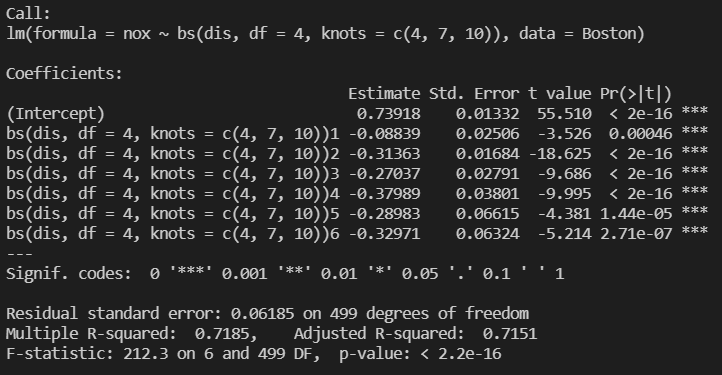 Call:
lm(formula = nox ~ bs(dis, df = 4, knots = c(4, 7, 10)), data = Boston)

Coefficients:
                                      Estimate Std. Error t value Pr(>|t|)
(Intercept)                            0.73918    0.01332  55.510  < 2e-16 ***
bs(dis, df = 4, knots = c(4, 7, 10))1 -0.08839    0.02506  -3.526  0.00046 ***
bs(dis, df = 4, knots = c(4, 7, 10))2 -0.31363    0.01684 -18.625  < 2e-16 ***
bs(dis, df = 4, knots = c(4, 7, 10))3 -0.27037    0.02791  -9.686  < 2e-16 ***
bs(dis, df = 4, knots = c(4, 7, 10))4 -0.37989    0.03801  -9.995  < 2e-16 ***
bs(dis, df = 4, knots = c(4, 7, 10))5 -0.28983    0.06615  -4.381 1.44e-05 ***
bs(dis, df = 4, knots = c(4, 7, 10))6 -0.32971    0.06324  -5.214 2.71e-07 ***
---
Signif. codes:  0 '***' 0.001 '**' 0.01 '*' 0.05 '.' 0.1 ' ' 1

Residual standard error: 0.06185 on 499 degrees of freedom
Multiple R-squared:  0.7185,    Adjusted R-squared:  0.7151
F-statistic: 212.3 on 6 and 499 DF,  p-value: < 2.2e-16